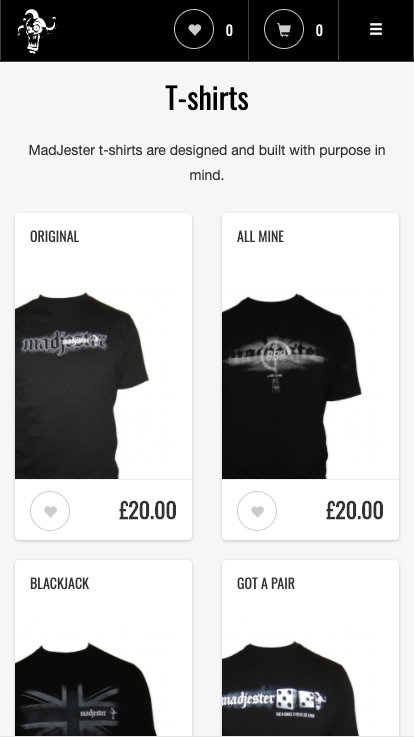 0
0
T-shirts
MadJester t-shirts are designed and built with purpose in
mind.
ORIGINAL
ALL MINE
madjester
£20.00
£20.00
BLACKJACK
GOT A PAIR
madjester
madjester